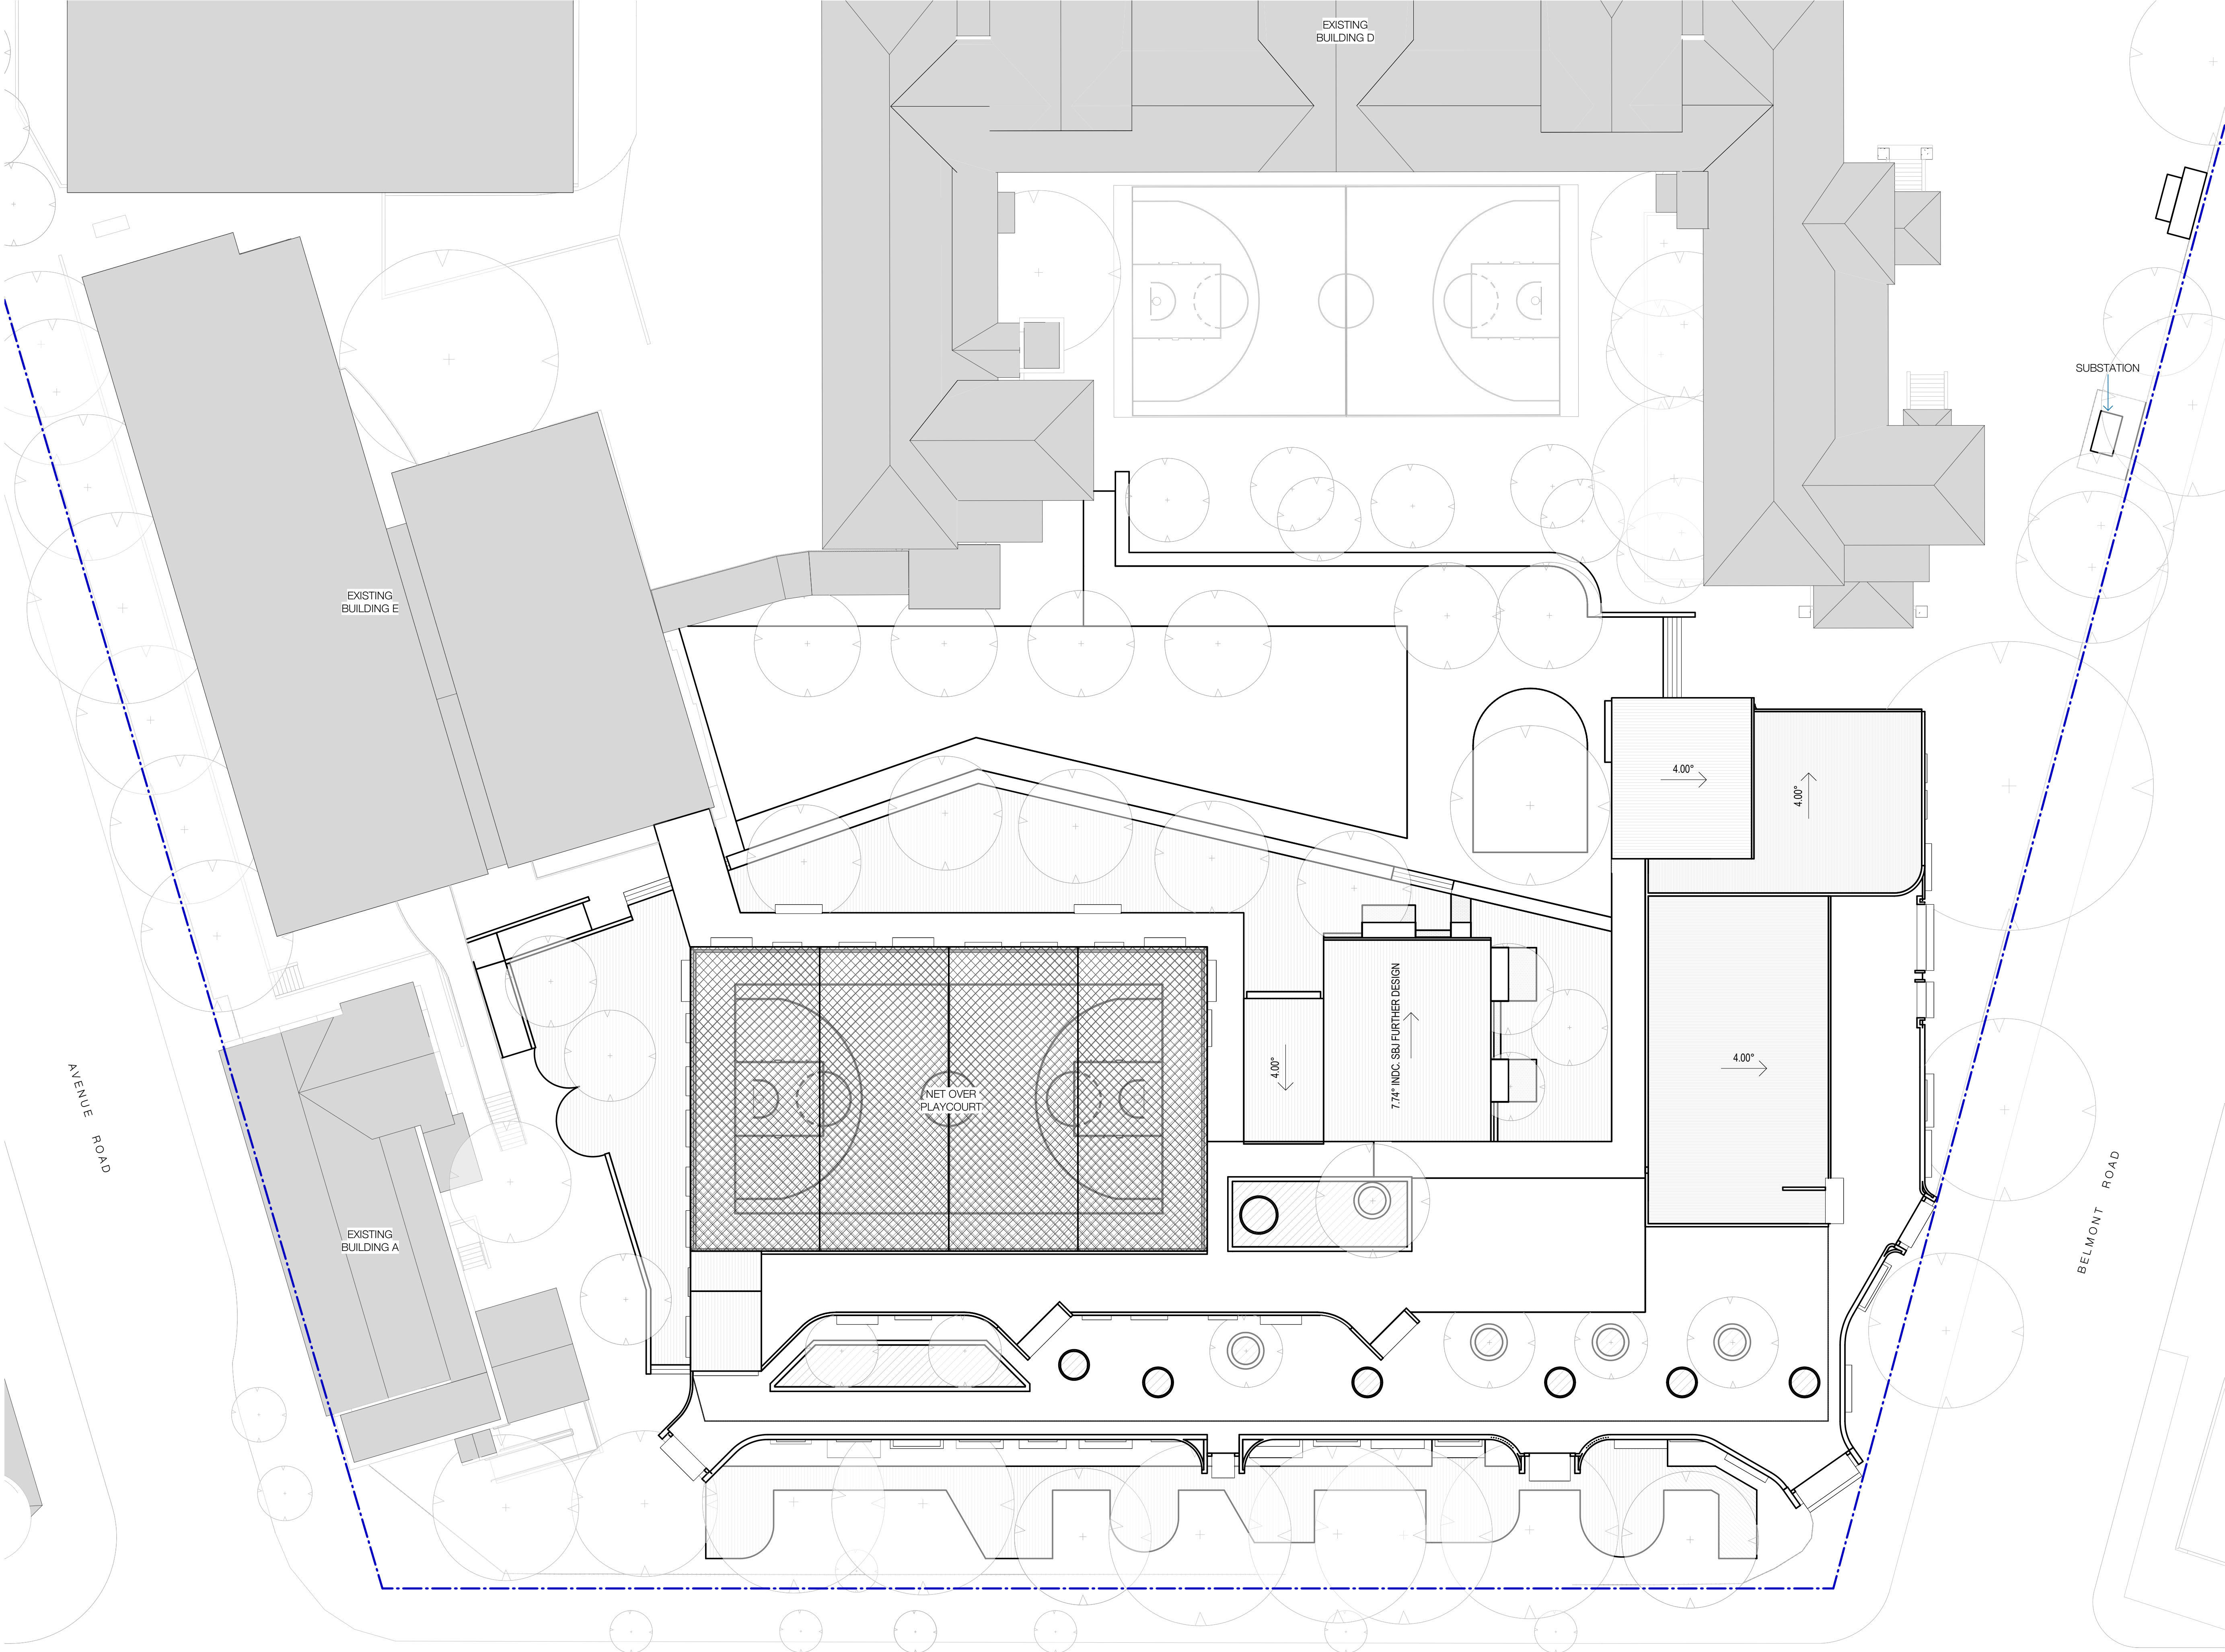 EXISTING
BUILDING D
SUBSTATION
EXISTING
BUILDING E
4.00°
4.00°
7.74° INDC. SBJ FURTHER DESIGN
4.00°
4.00°
NET OVER
PLAYCOURT
AVENUE ROAD
BELMONT ROAD
EXISTING
BUILDING A